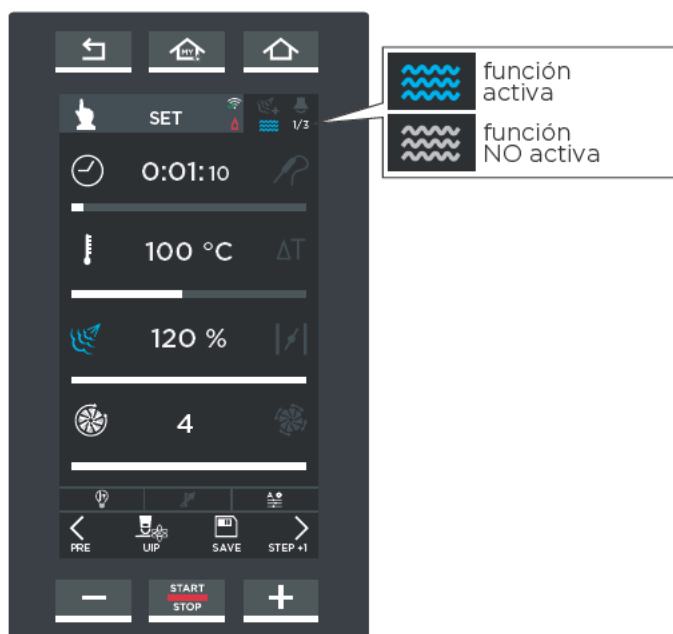 MY
SET
1/3
función
activa
función
NO activa
0:01:10
100 °C
ΔT
120 %
4
PRE
UIP
SAVE
STEP +1
START
STOP